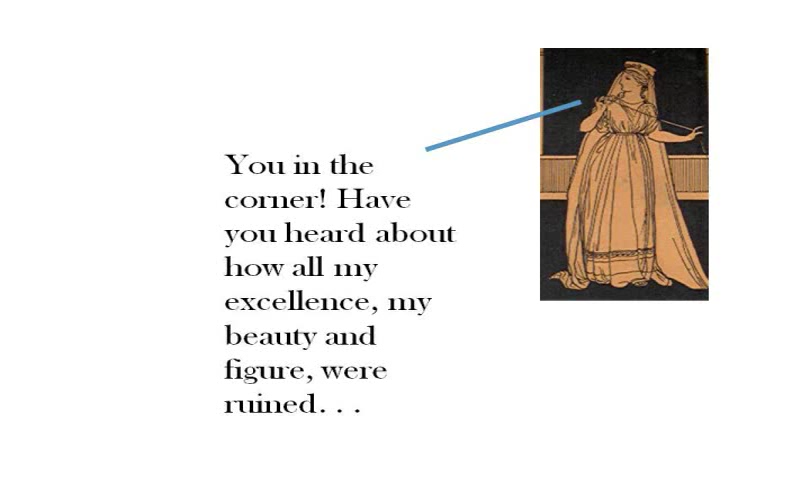 You in the
corner! Have
you heard about
how all my
excellence, my
beauty and
figure, were
ruined. . .